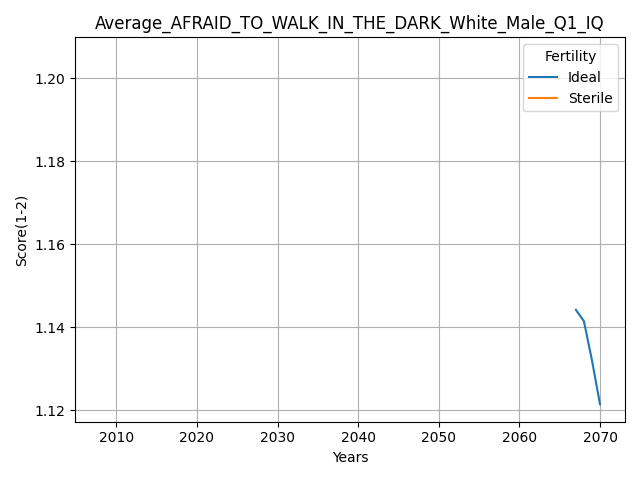 Average_AFRAID_TO_WALK_IN_THE_DARK_White_Male_Q1_IQ
Fertility
Ideal
Sterile
Score(1-2)
1.20
1.18
1.16
1.14
1.12
2010 2020 2030 2040 2050 2060 2070
Years